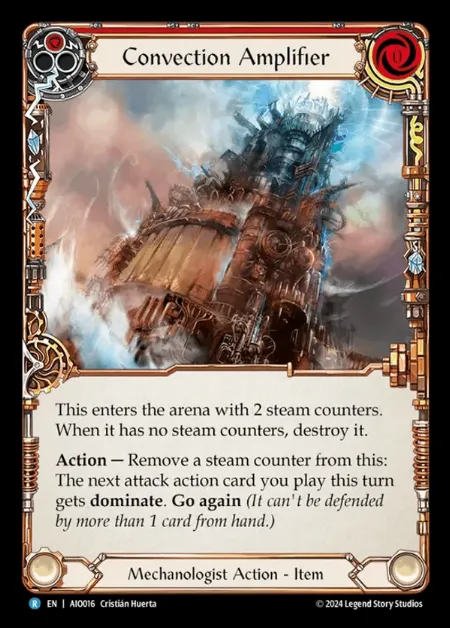 Convection Amplifier
0
This enters the arena with 2 steam counters.
When it has no steam counters, destroy it.
Action — Remove a steam counter from this:
The next attack action card you play this turn
gets dominate. Go again (It can't be defended
by more than 1 card from hand.)
Mechanologist Action - Item
R EN | AIO016 Cristián Huerta
© 2024 Legend Story Studios